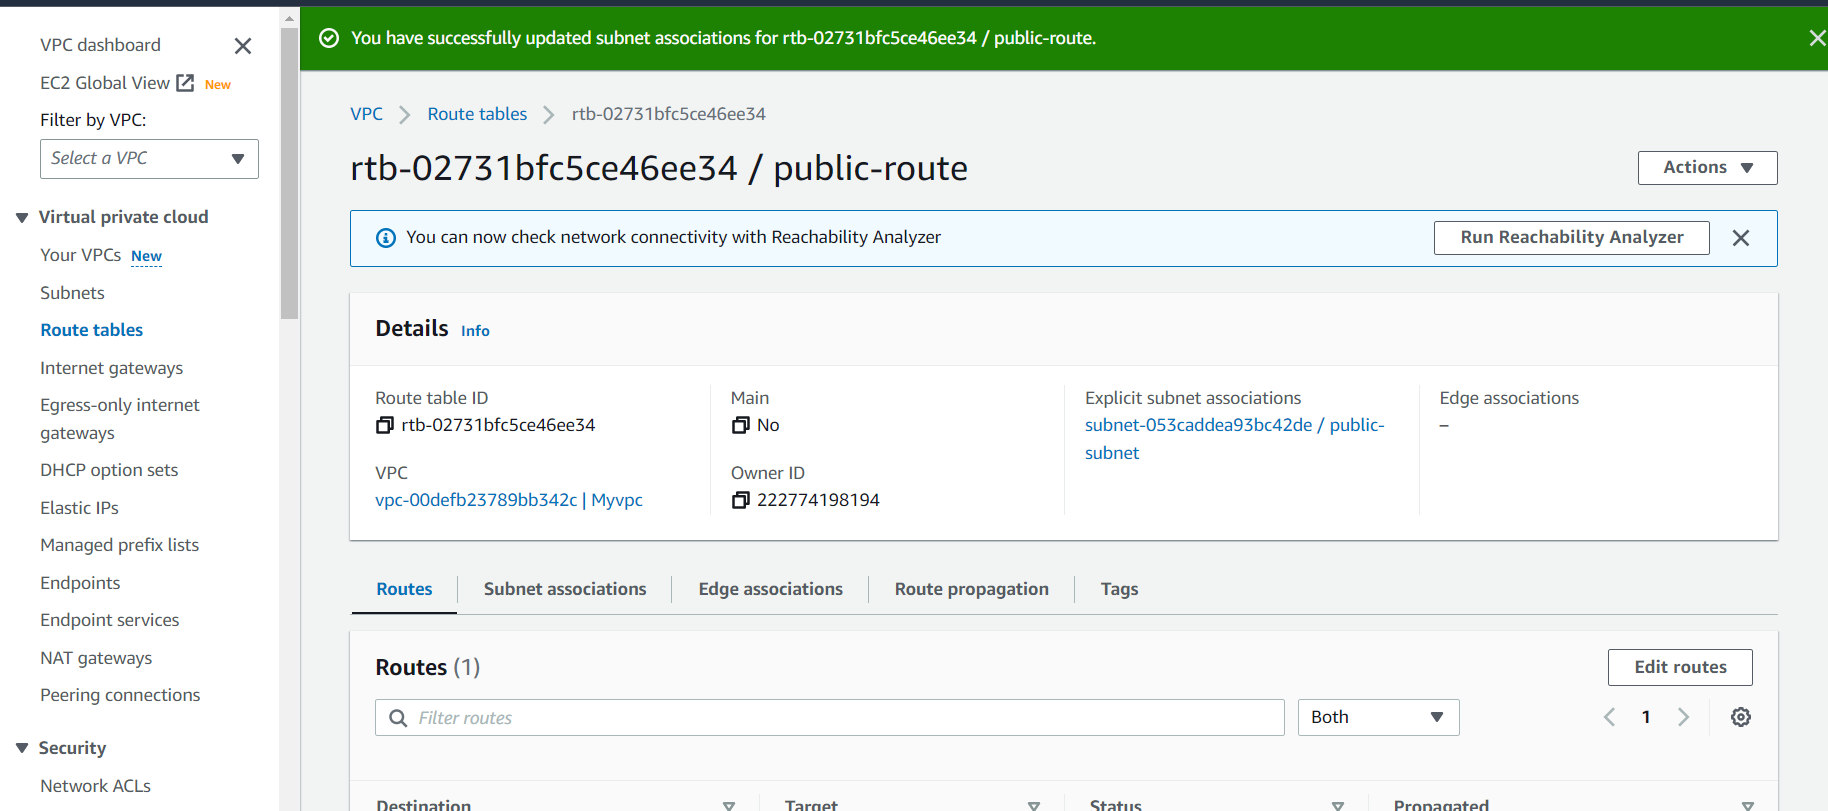 You have successfully updated subnet associations for rtb-02731bfc5ce46ee34 / public-route.
VPC dashboard
EC2 Global View New
Filter by VPC:
Select a VPC
Virtual private cloud
Your VPCs New
Subnets
Route tables
Internet gateways
Egress-only internet
gateways
DHCP option sets
Elastic IPs
Managed prefix lists
Endpoints
Endpoint services
NAT gateways
Peering connections
Security
Network ACLs
VPC Route tables rtb-02731bfc5ce46ee34
rtb-02731bfc5ce46ee34 / public-route
Actions
You can now check network connectivity with Reachability Analyzer
Run Reachability Analyzer
Details Info
Route table ID
rtb-02731bfc5ce46ee34
Main
No
Explicit subnet associations
subnet-053caddea93bc42de / public-
subnet
Edge associations
–
VPC
vpc-00defb23789bb342c | Myvpc
Owner ID
222774198194
Routes Subnet associations Edge associations Route propagation Tags
Routes (1)
Edit routes
Filter routes
Both
1
Destination Target Status Propagated